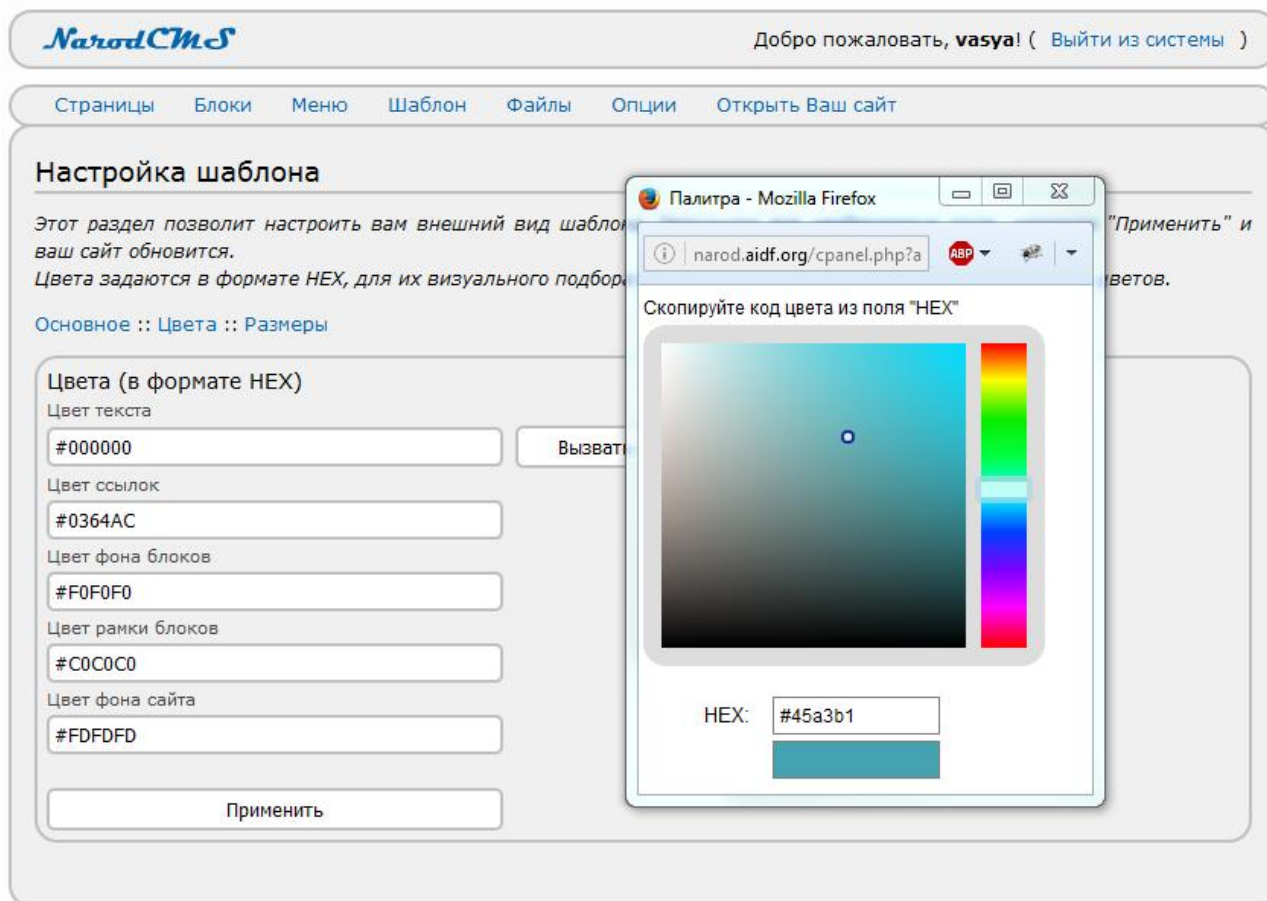 NarodCMS
Добро пожаловать, vasya! ( Выйти из системы )
Страницы Блоки Меню Шаблон Файлы Опции Открыть Ваш сайт
Настройка шаблона
Этот раздел позволит настроить вам внешний вид "Применить" и
ваш сайт обновится.
Цвета задаются в формате HEX, для их визуального
Основное :: Цвета :: Размеры
Цвета (в формате HEX)
Цвет текста
#000000
Цвет ссылок
#0364AC
Цвет фона блоков
#F0F0F0
Цвет рамки блоков
#C0C0C0
Цвет фона сайта
#FDFDFD
Применить
Палитра - Mozilla Firefox
narod.aidf.org/cpanel.php?a
ABP
Скопируйте код цвета из поля "HEX"
HEX: #45a3b1